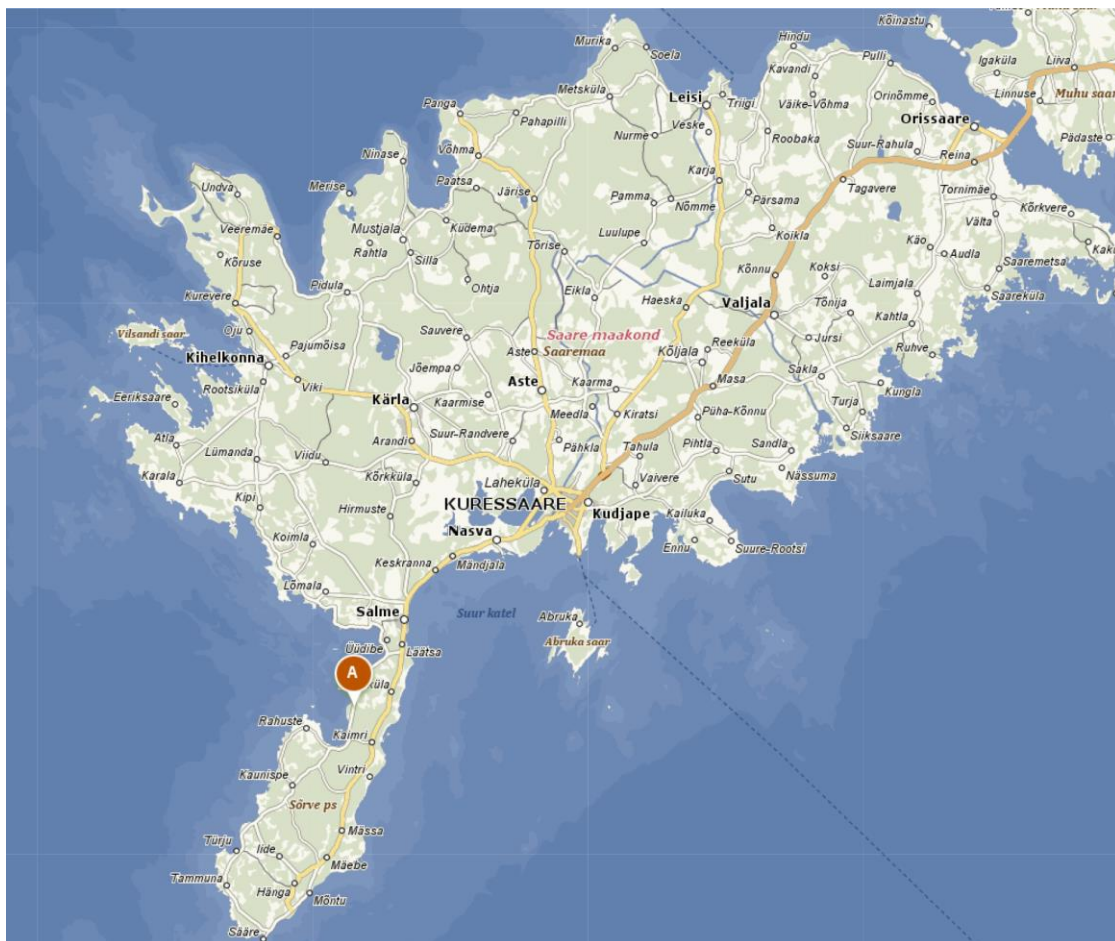 Kõinastu
Hindu
Murika
Soela
Kavandi
Pulli
Igaküla
Liiva
Metsküla
Leisi
Triigi
Väike-Võhma
Orinõmme
Linnuse
Muhu saar
Panga
Pahapilli
Nurme
Veske
Roobaka
Orissaare
Pädaste
Võhma
Suur-Rahula
Reina
Ninase
Karja
Undva
Merise
Paatsa
Järise
Pamma
Nõmme
Pärsama
Tagavere
Tornimäe
Kõrkvere
Veeremäe
Mustjala
Küdema
Luulupe
Koikla
Välta
Rahtla
Silla
Tõrise
Käo
Audla
Kõruse
Saaremetsa
Pidula
Ohtja
Eikla
Kõnnu
Koksi
Laimjala
Saareküla
Kurevere
Haeska
Valjala
Tõnija
Vilsandi saar
Oju
Sauvere
Saare maakond
Kahtla
Pajumõisa
Aste
Saaremaa
Kõljala
Reeküla
Jursi
Ruhve
Kihelkonna
Jõempa
Rootsiküla
Viki
Aste
Kaarma
Masa
Sakla
Kungla
Eeriksaare
Kärla
Kaarmise
Meedla
Kiratsi
Püha-Kõnnu
Turja
Atla
Arandi
Suur-Randvere
Pähkla
Tahula
Pihtla
Sandla
Siiksaare
Lümanda
Viidu
Karala
Kõrkküla
Laheküla
Vaivere
Sutu
Nässuma
Kipi
KURESSAARE
Kudjape
Hirmuste
Kailuka
Nasva
Koimla
Ennu
Suure-Rootsi
Keskranna
Mändjala
Lõmala
Salme
Suur katel
Abruka
Üüdibe
Läätsa
Abruka saar
A
küla
Rahuste
Kaimri
Kaunispe
Vintri
Sõrve ps
Mässa
Türju
Iide
Mäebe
Tammuna
Hänga
Mõntu
Sääre